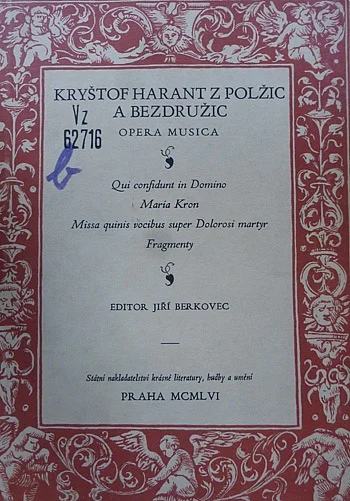 KRYŠTOF HARANT Z POLŽIC
A BEZDRUŽIC
Vz
62716
OPERA MUSICA
b
Qui confidunt in Domino
Maria Kron
Missa quinis vocibus super Dolorosi martyr
Fragmenty
EDITOR JIŘÍ BERKOVEC
Státní nakladatelství krásné literatury, hudby a umění
PRAHA MCMLVI